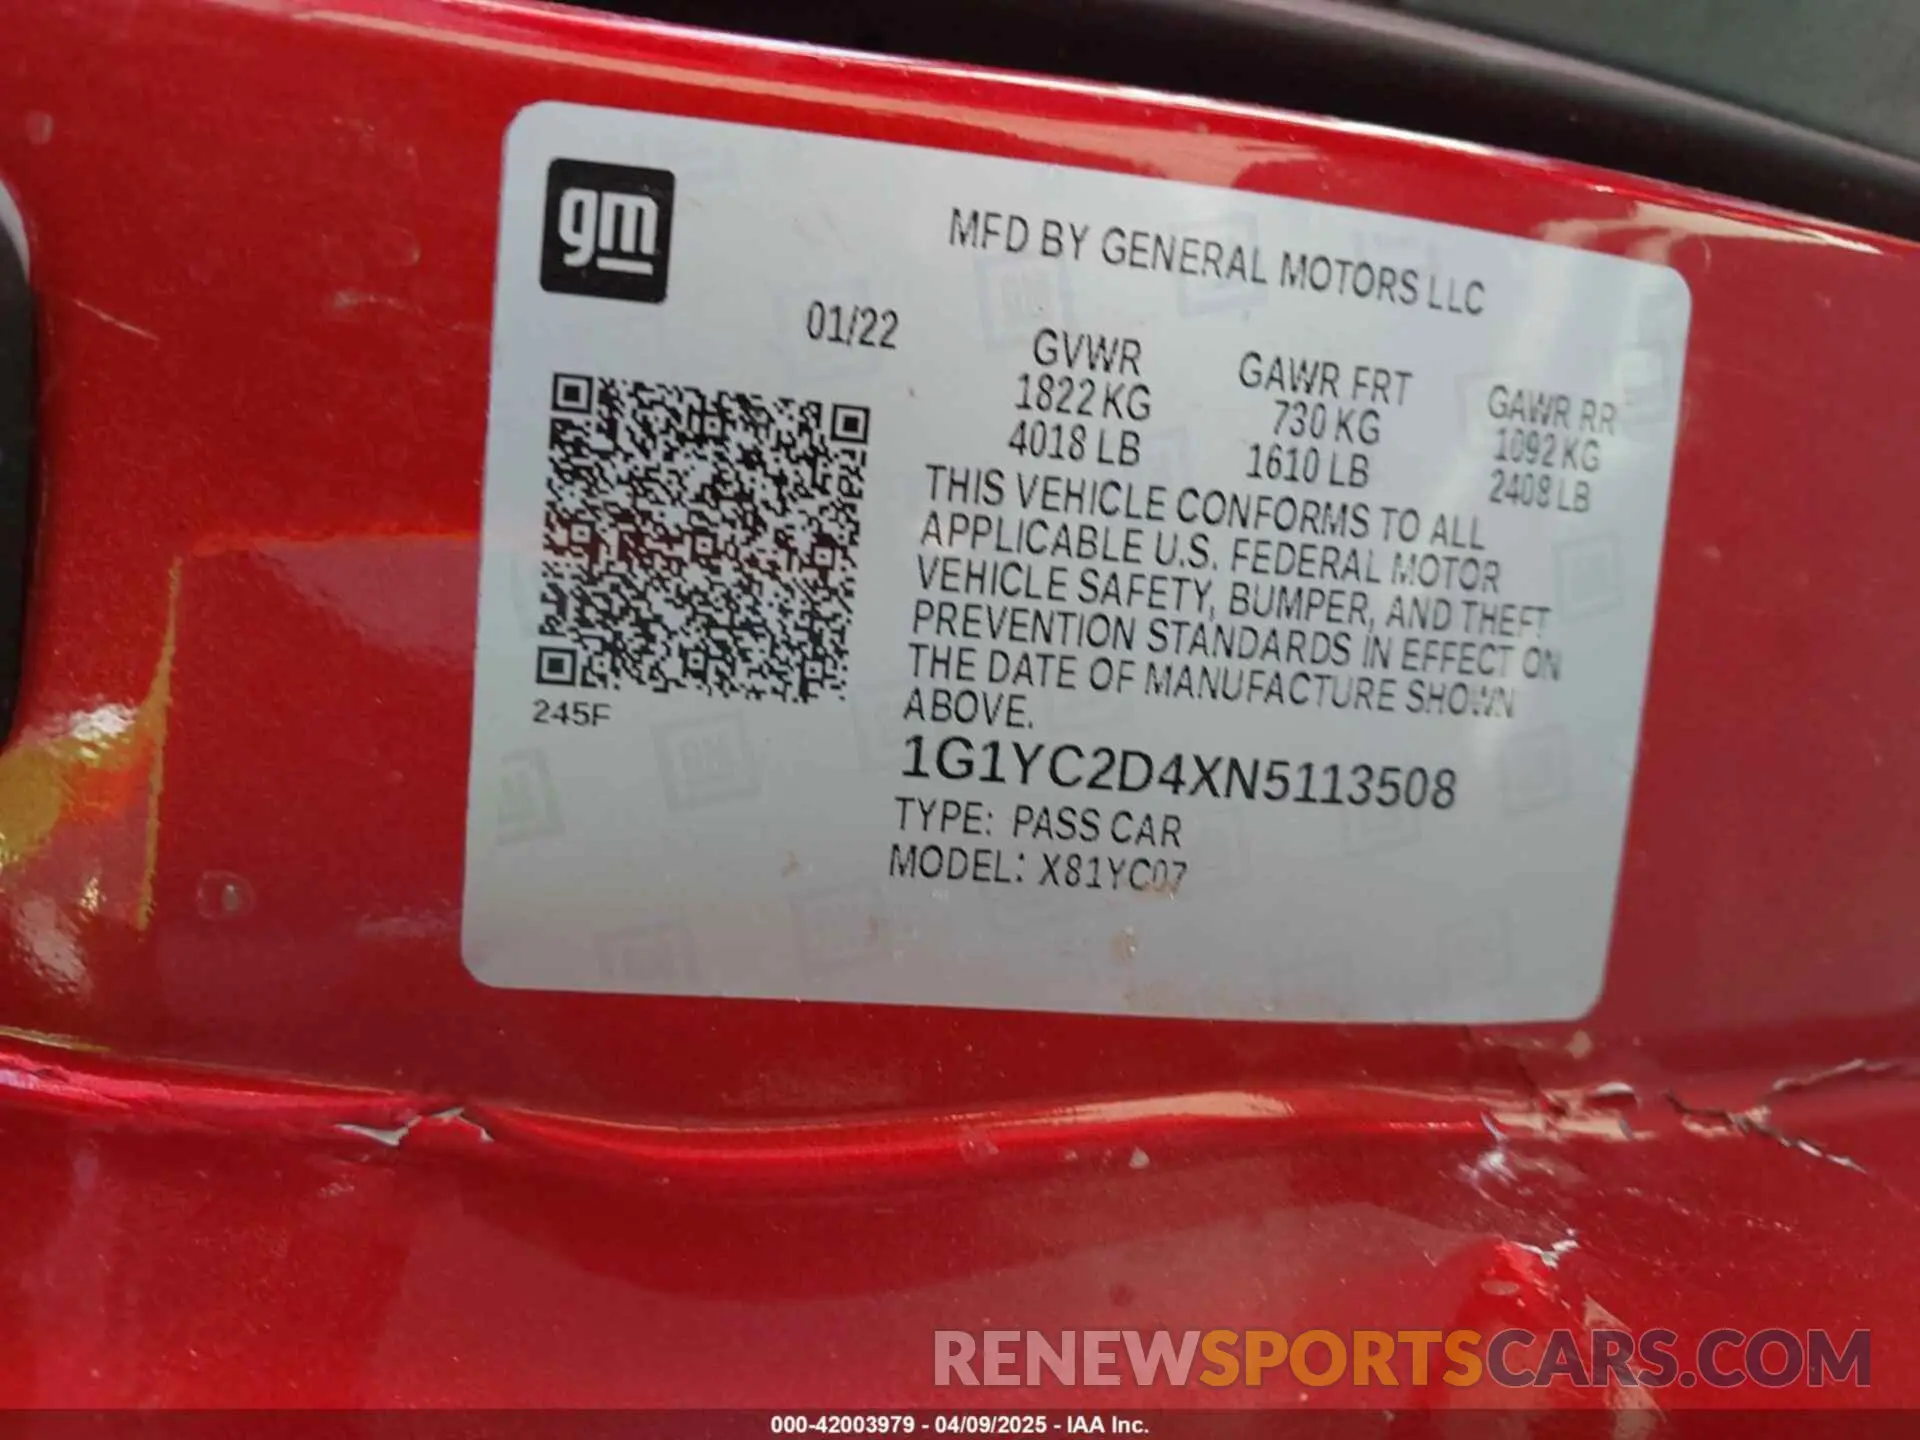 gm
MFD BY GENERAL MOTORS LLC
01/22
GVWR
1822 KG
4018 LB
GAWR FRT
730 KG
1610 LB
GAWR RR
1092 KG
2408 LB
THIS VEHICLE CONFORMS TO ALL
APPLICABLE U.S. FEDERAL MOTOR
VEHICLE SAFETY, BUMPER, AND THEFT
PREVENTION STANDARDS IN EFFECT ON
THE DATE OF MANUFACTURE SHOWN
ABOVE.
245F
1G1YC2D4XN5113508
TYPE: PASS CAR
MODEL: X81YC07
RENEWSPORTSCARS.COM
000-42003979 - 04/09/2025 - IAA Inc.